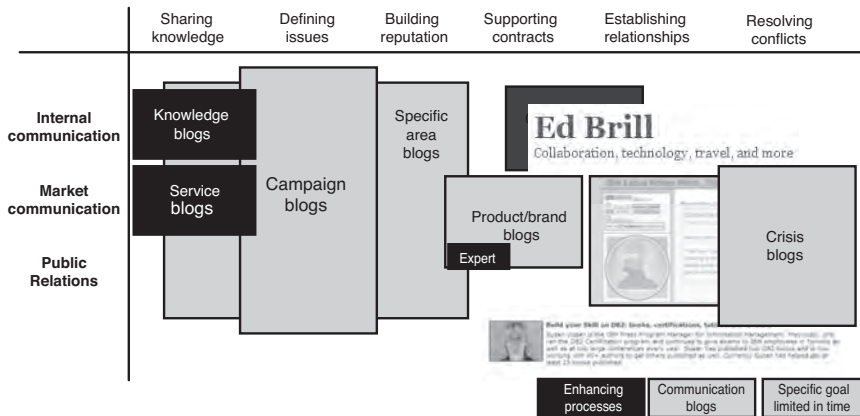 Sharing knowledge
Defining issues
Building reputation
Supporting contracts
Establishing relationships
Resolving conflicts
Internal communication
Market communication
Public Relations
Knowledge blogs
Service blogs
Campaign blogs
Specific area blogs
Ed Brill
Collaboration, technology, travel, and more
Product/brand blogs
Expert
Crisis blogs
Build your Skill on DB2: books, certifications,
Enhancing processes
Communication blogs
Specific goal limited in time